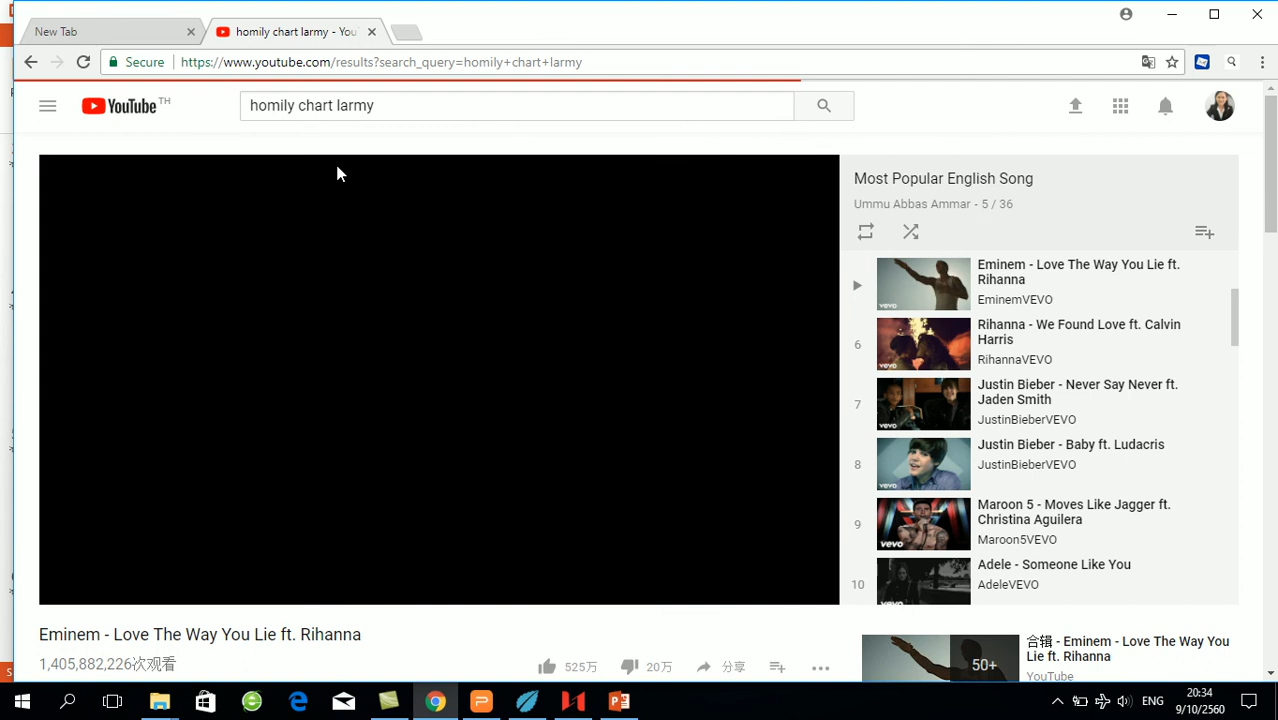 New Tab
homily chart larmy - You
Secure
https://www.youtube.com/results?search_query=homily+chart+larmy
YouTube TH
homily chart larmy
Most Popular English Song
Ummu Abbas Ammar - 5 / 36
Eminem - Love The Way You Lie ft.
Rihanna
EminemVEVO
vevo
6
Rihanna - We Found Love ft. Calvin
Harris
RihannaVEVO
vevo
7
Justin Bieber - Never Say Never ft.
Jaden Smith
JustinBieberVEVO
vevo
8
Justin Bieber - Baby ft. Ludacris
JustinBieberVEVO
vevo
9
Maroon 5 - Moves Like Jagger ft.
Christina Aguilera
Maroon5VEVO
vevo
10
Adele - Someone Like You
AdeleVEVO
Eminem - Love The Way You Lie ft. Rihanna
1,405,882,226次观看
525万
20万
分享
50+
合辑 - Eminem - Love The Way You
Lie ft. Rihanna
YouTube
ENG
20:34
9/10/2560